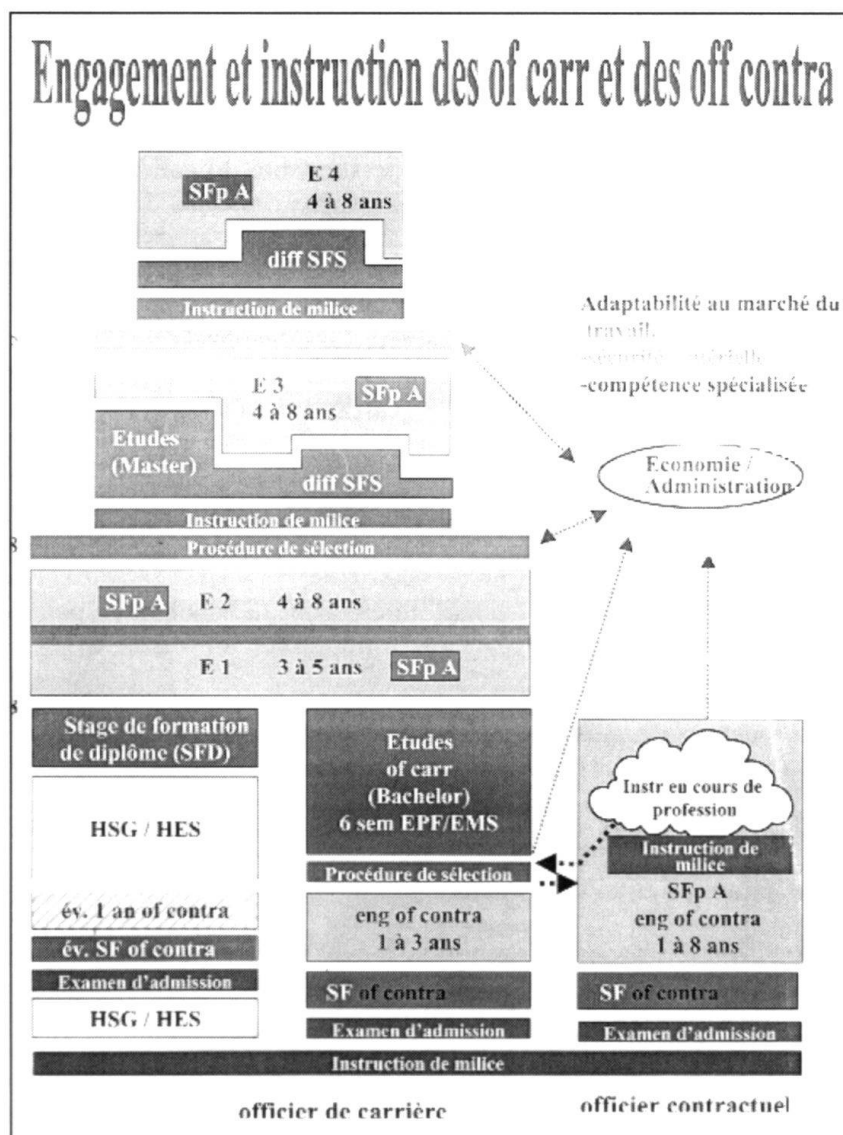 Engagement et instruction des of carr et des off contra
SFp A
E 4
4 à 8 ans
diff SFS
Instruction de milice
Adaptabilité au marché du
travail
-sécurité
-compétence spécialisée
E 3
4 à 8 ans
SFp A
Etudes
(Master)
diff SFS
Economie /
Administration
Instruction de milice
Procédure de sélection
SFp A E 2 4 à 8 ans
E 1 3 à 5 ans SFp A
Stage de formation
de diplôme (SFD)
HSG / HES
év. 1 an of contra
év. SF of contra
Examen d'admission
HSG / HES
Etudes
of carr
(Bachelor)
6 sem EPF/EMS
Procédure de sélection
eng of contra
1 à 3 ans
SF of contra
Examen d'admission
Instr en cours de
profession
Instruction de
milice
SFp A
eng of contra
1 à 8 ans
SF of contra
Examen d'admission
Instruction de milice
officier de carrière
officier contractuel